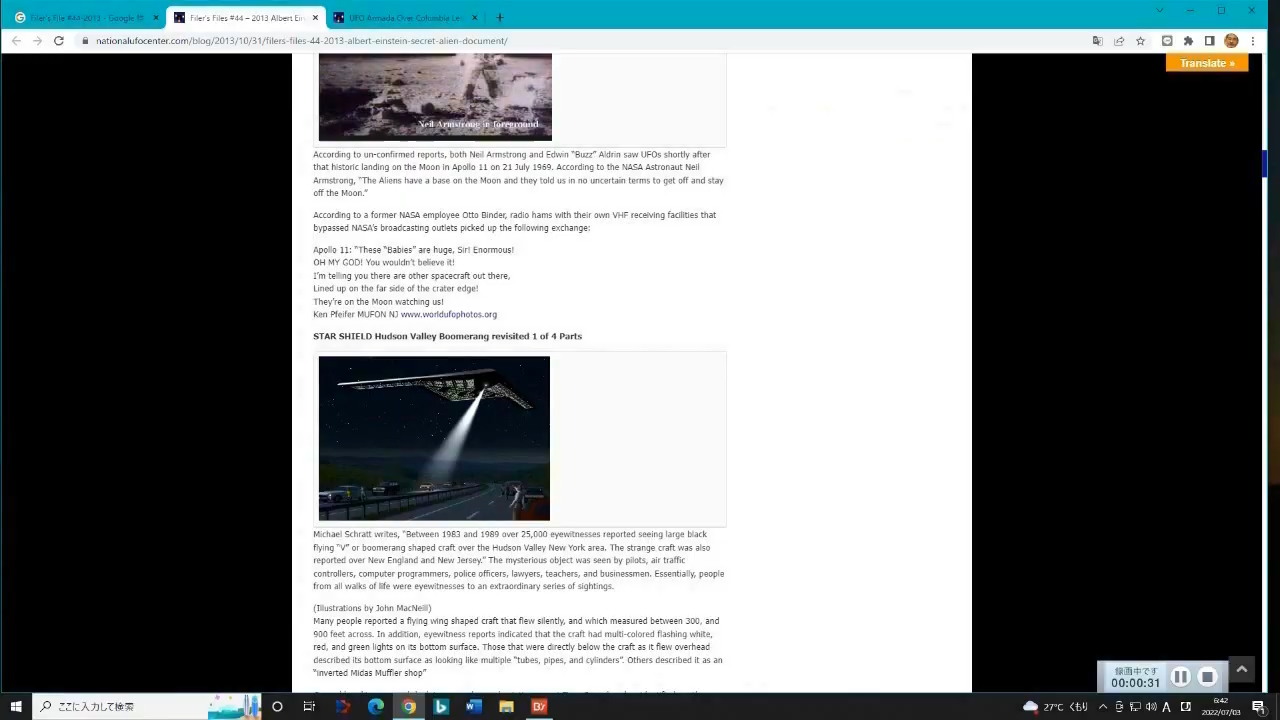 Filer's File #44-2013 - Google 検
Filer's Files #44 – 2013 Albert Ein
UFO Armada Over Columbia Le
nationalufocenter.com/blog/2013/10/31/filers-files-44-2013-albert-einstein-secret-alien-document/
Translate »
Neil Armstrong in foreground
According to un-confirmed reports, both Neil Armstrong and Edwin “Buzz” Aldrin saw UFOs shortly after
that historic landing on the Moon in Apollo 11 on 21 July 1969. According to the NASA Astronaut Neil
Armstrong, “The Aliens have a base on the Moon and they told us in no uncertain terms to get off and stay
off the Moon.”
According to a former NASA employee Otto Binder, radio hams with their own VHF receiving facilities that
bypassed NASA’s broadcasting outlets picked up the following exchange:
Apollo 11: “These “Babies” are huge, Sir! Enormous!
OH MY GOD! You wouldn’t believe it!
I’m telling you there are other spacecraft out there,
Lined up on the far side of the crater edge!
They’re on the Moon watching us!
Ken Pfeifer MUFON NJ www.worldufophotos.org
STAR SHIELD Hudson Valley Boomerang revisited 1 of 4 Parts
Michael Schratt writes, “Between 1983 and 1989 over 25,000 eyewitnesses reported seeing large black
flying “V” or boomerang shaped craft over the Hudson Valley New York area. The strange craft was also
reported over New England and New Jersey.” The mysterious object was seen by pilots, air traffic
controllers, computer programmers, police officers, lawyers, teachers, and businessmen. Essentially, people
from all walks of life were eyewitnesses to an extraordinary series of sightings.
(Illustrations by John MacNeill)
Many people reported a flying wing shaped craft that flew silently, and which measured between 300, and
900 feet across. In addition, eyewitness reports indicated that the craft had multi-colored flashing white,
red, and green lights on its bottom surface. Those that were directly below the craft as it flew overhead
described its bottom surface as looking like multiple “tubes, pipes, and cylinders”. Others described it as an
“inverted Midas Muffler shop”
録画中です
00:00:31
ここに入力して検索
27°C くもり
6:42
2022/07/03